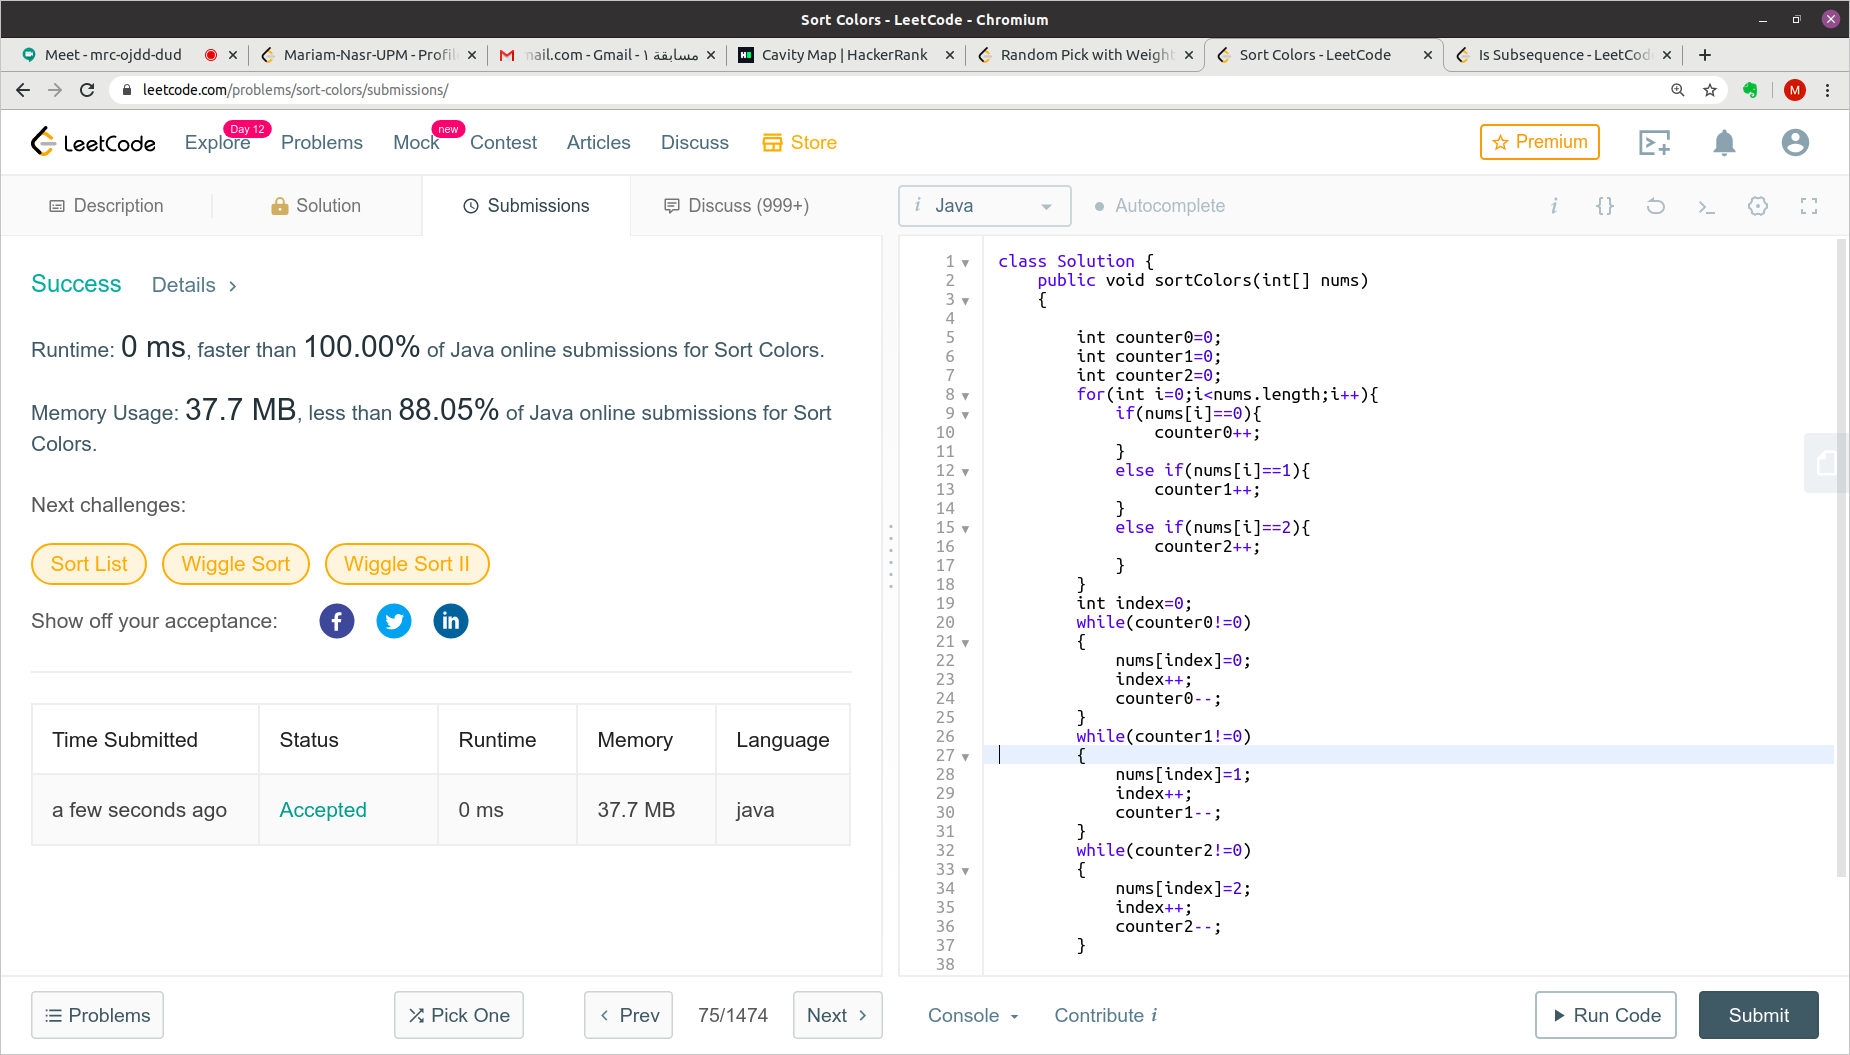 Sort Colors - LeetCode - Chromium
Meet - mrc-ojdd-dud
Mariam-Nasr-UPM - Profil
mail.com - Gmail - مسابقة ١
Cavity Map | HackerRank
Random Pick with Weight
Sort Colors - LeetCode
Is Subsequence - LeetCod
leetcode.com/problems/sort-colors/submissions/
M
LeetCode
Explore
Day 12
Problems
Mock
new
Contest
Articles
Discuss
Store
Premium
Description
Solution
Submissions
Discuss (999+)
i Java
Autocomplete
Success
Details >
Runtime: 0 ms, faster than 100.00% of Java online submissions for Sort Colors.
Memory Usage: 37.7 MB, less than 88.05% of Java online submissions for Sort
Colors.
Next challenges:
Sort List
Wiggle Sort
Wiggle Sort II
Show off your acceptance:
Time Submitted Status Runtime Memory Language
a few seconds ago Accepted 0 ms 37.7 MB java
1 class Solution {
2     public void sortColors(int[] nums)
3     {
4
5         int counter0=0;
6         int counter1=0;
7         int counter2=0;
8         for(int i=0;i<nums.length;i++){
9             if(nums[i]==0){
10                 counter0++;
11             }
12             else if(nums[i]==1){
13                 counter1++;
14             }
15             else if(nums[i]==2){
16                 counter2++;
17             }
18         }
19         int index=0;
20         while(counter0!=0)
21         {
22             nums[index]=0;
23             index++;
24             counter0--;
25         }
26         while(counter1!=0)
27         {
28             nums[index]=1;
29             index++;
30             counter1--;
31         }
32         while(counter2!=0)
33         {
34             nums[index]=2;
35             index++;
36             counter2--;
37         }
38
Problems
Pick One
< Prev
75/1474
Next >
Console
Contribute i
Run Code
Submit